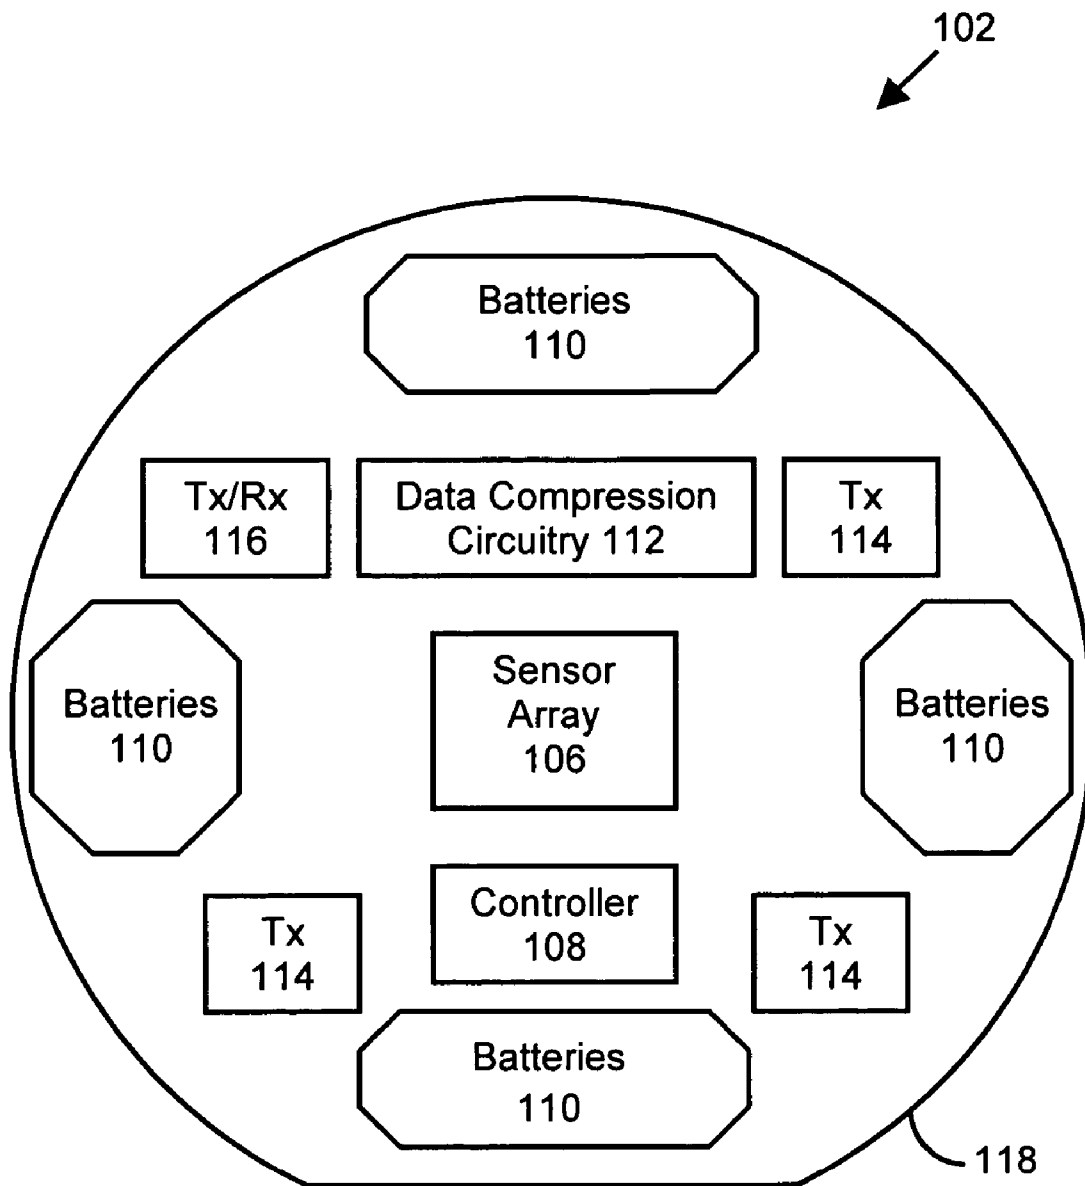 102
Batteries
110
Tx/Rx
116
Data Compression
Circuitry 112
Tx
114
Batteries
110
Sensor
Array
106
Batteries
110
Tx
114
Controller
108
Tx
114
Batteries
110
118